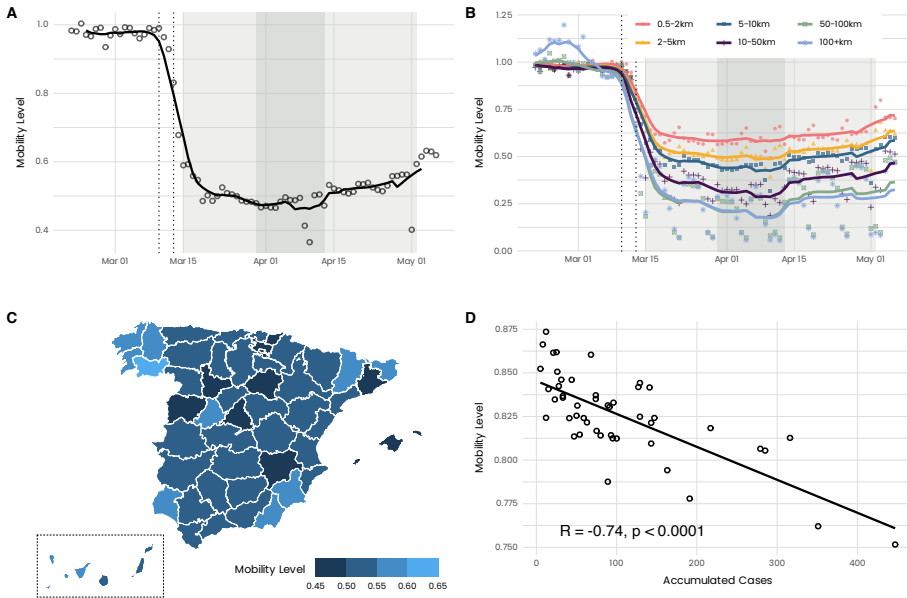 A
1.0
0.8
0.6
0.4
Mobility Level
Mar 01
Mar 15
Apr 01
Apr 15
May 01
B
1.25
1.00
0.75
0.50
0.25
0.00
Mobility Level
0.5-2km
5-10km
50-100km
2-5km
10-50km
100+km
Mar 01
Mar 15
Apr 01
Apr 15
May 01
C
Mobility Level
0.45
0.50
0.55
0.60
0.65
D
0.875
0.850
0.825
0.800
0.775
0.750
Mobility Level
R = -0.74, p < 0.0001
0
100
200
300
400
Accumulated Cases